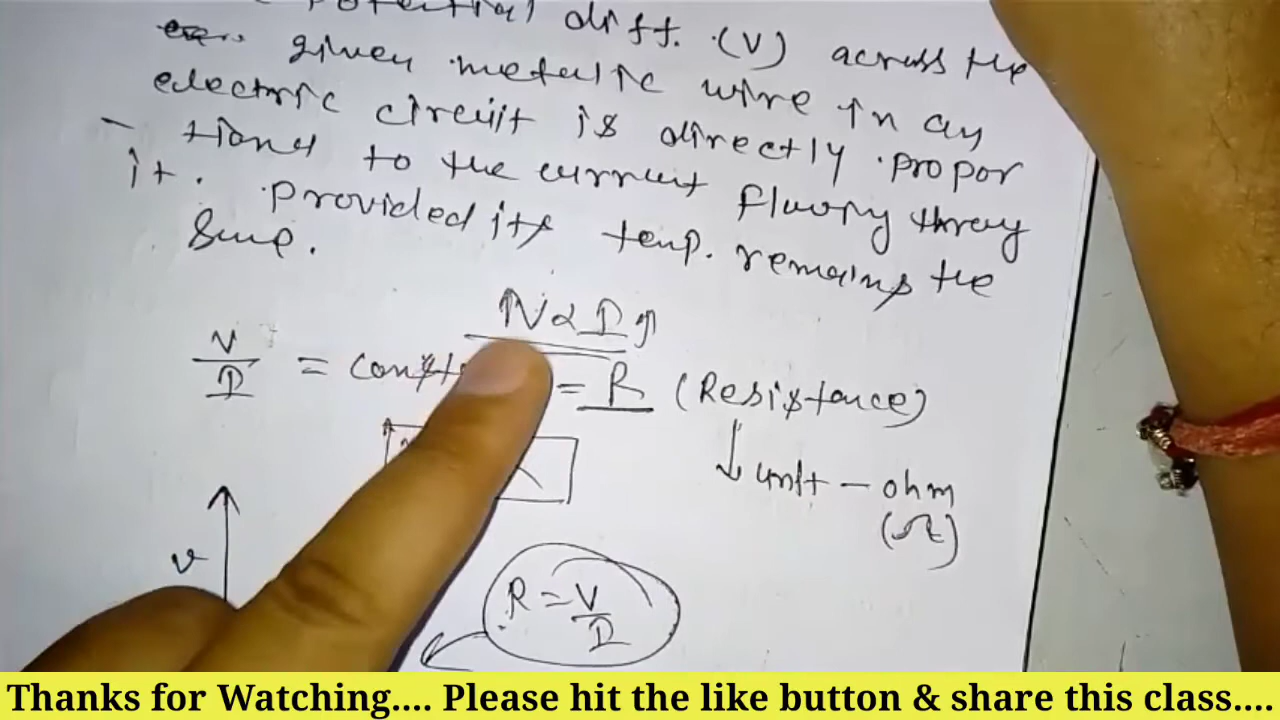 potential diff. (V) across the
given metallic wire in an
electric circuit is directly propor
- tional to the current flowing through
it. provided its temp. remains the
same.
↑V ∝ I↑
V/I = = R (Resistance)
↓ unit - ohm
(Ω)
V
R = V/I
Thanks for Watching.... Please hit the like button & share this class....